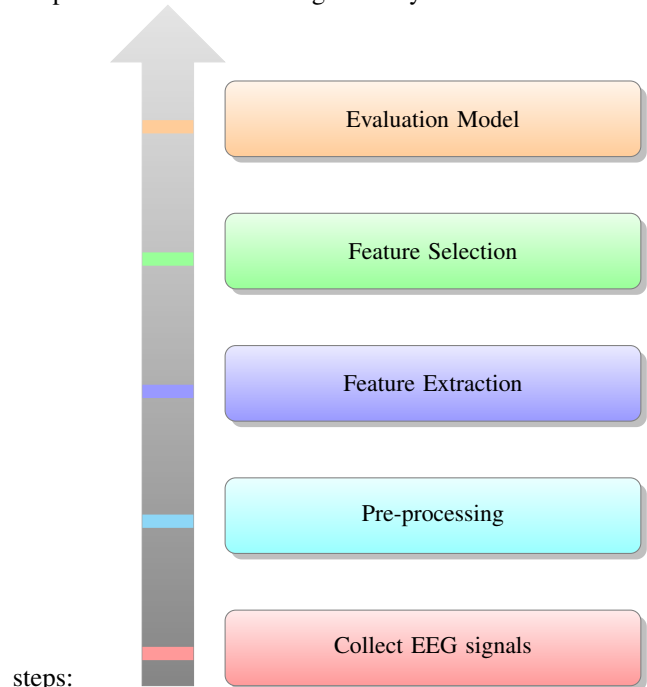 Evaluation Model
Feature Selection
Feature Extraction
Pre-processing
Collect EEG signals
steps: